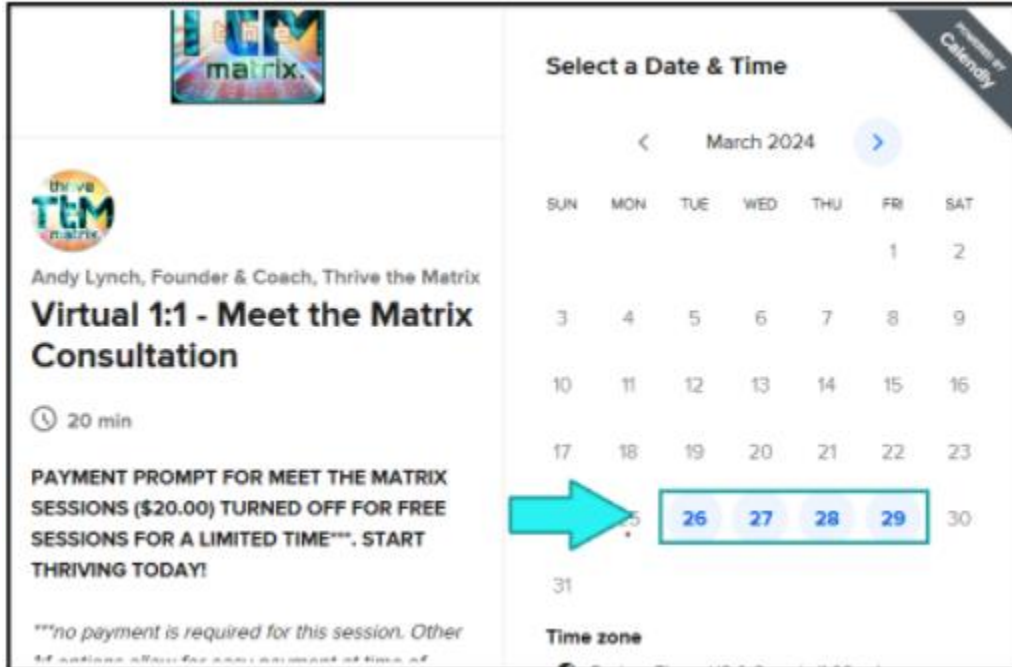 TtM
the
matrix.
thrive
TtM
matrix.
Andy Lynch, Founder & Coach, Thrive the Matrix
Virtual 1:1 - Meet the Matrix
Consultation
20 min
PAYMENT PROMPT FOR MEET THE MATRIX
SESSIONS ($20.00) TURNED OFF FOR FREE
SESSIONS FOR A LIMITED TIME***. START
THRIVING TODAY!
***no payment is required for this session. Other
Select a Date & Time
POWERED BY
Calendly
< March 2024 >
SUN MON TUE WED THU FRI SAT
1 2
3 4 5 6 7 8 9
10 11 12 13 14 15 16
17 18 19 20 21 22 23
26 27 28 29 30
31
Time zone